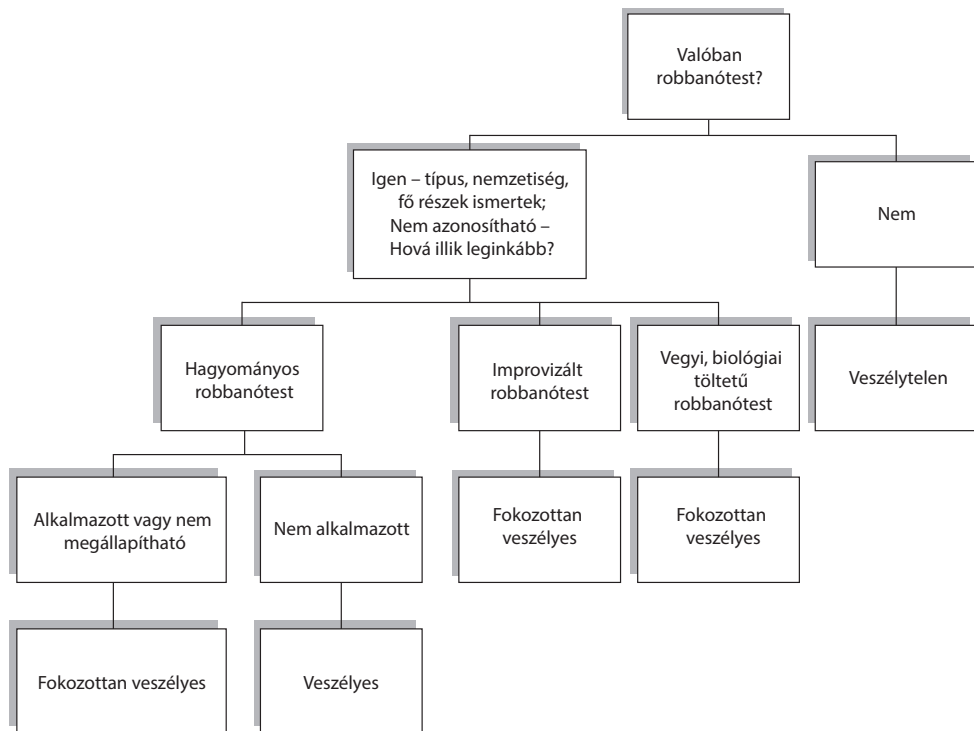 Valóban
robbanótest?
Igen – típus, nemzetiség,
fő részek ismertek;
Nem azonosítható –
Hová illik leginkább?
Nem
Hagyományos
robbanótest
Improvizált
robbanótest
Vegyi, biológiai
töltetű
robbanótest
Veszélytelen
Alkalmazott vagy nem
megállapítható
Nem alkalmazott
Fokozottan
veszélyes
Fokozottan
veszélyes
Fokozottan veszélyes
Veszélyes